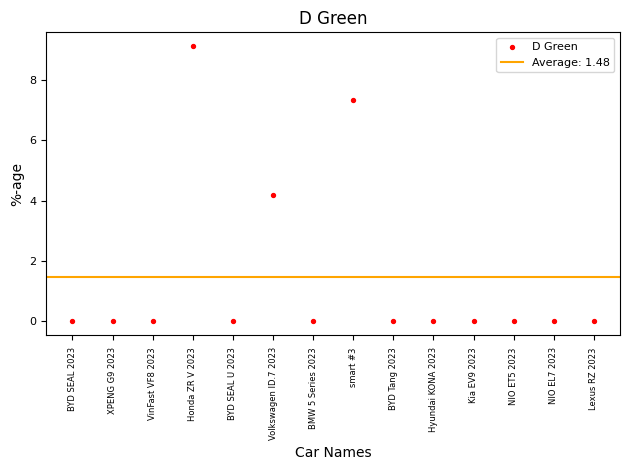 D Green
D Green
Average: 1.48
%-age
8
6
4
2
0
BYD SEAL 2023
XPENG G9 2023
VinFast VF8 2023
Honda ZR V 2023
BYD SEAL U 2023
Volkswagen ID.7 2023
BMW 5 Series 2023
smart #3
BYD Tang 2023
Hyundai KONA 2023
Kia EV9 2023
NIO ET5 2023
NIO EL7 2023
Lexus RZ 2023
Car Names